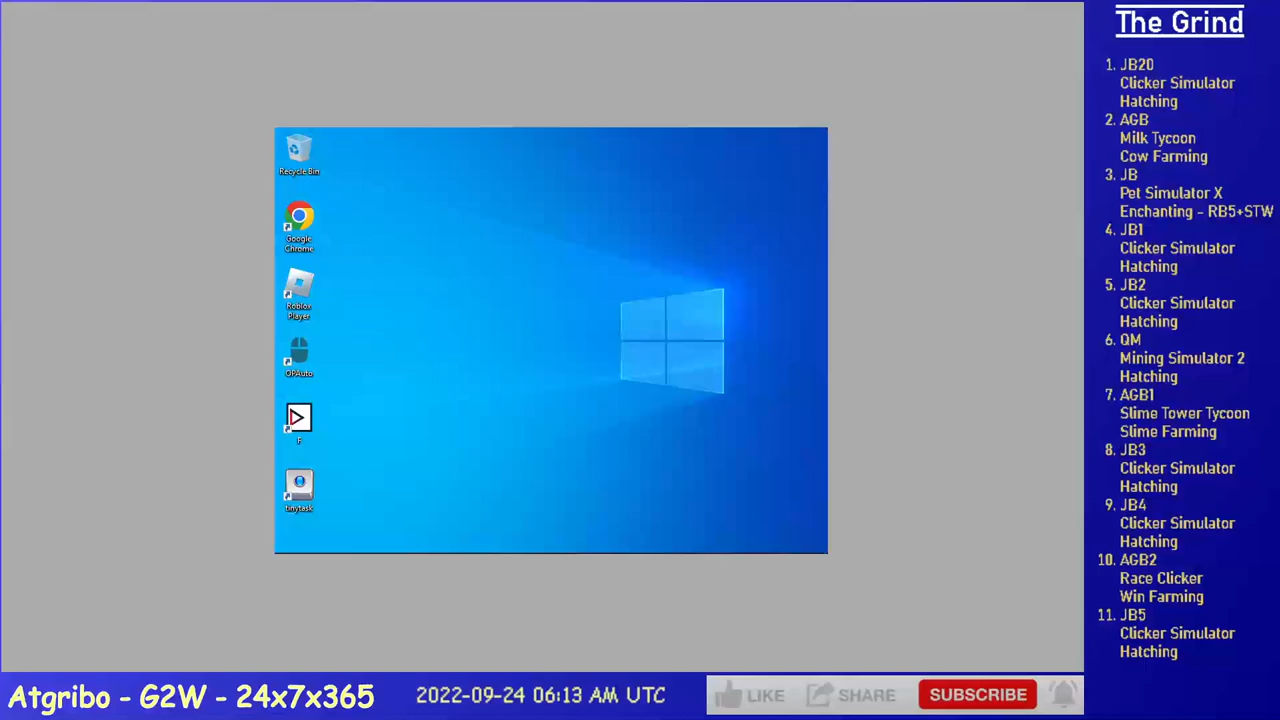 The Grind
1. JB20
Clicker Simulator
Hatching
2. AGB
Milk Tycoon
Cow Farming
3. JB
Pet Simulator X
Enchanting - RB5+STW
4. JB1
Clicker Simulator
Hatching
5. JB2
Clicker Simulator
Hatching
6. QM
Mining Simulator 2
Hatching
7. AGB1
Slime Tower Tycoon
Slime Farming
8. JB3
Clicker Simulator
Hatching
9. JB4
Clicker Simulator
Hatching
10. AGB2
Race Clicker
Win Farming
11. JB5
Clicker Simulator
Hatching
Recycle Bin
Google
Chrome
Roblox
Player
OPAuto
F
tinytask
Atgribo - G2W - 24x7x365
2022-09-24 06:13 AM UTC
LIKE
SHARE
SUBSCRIBE